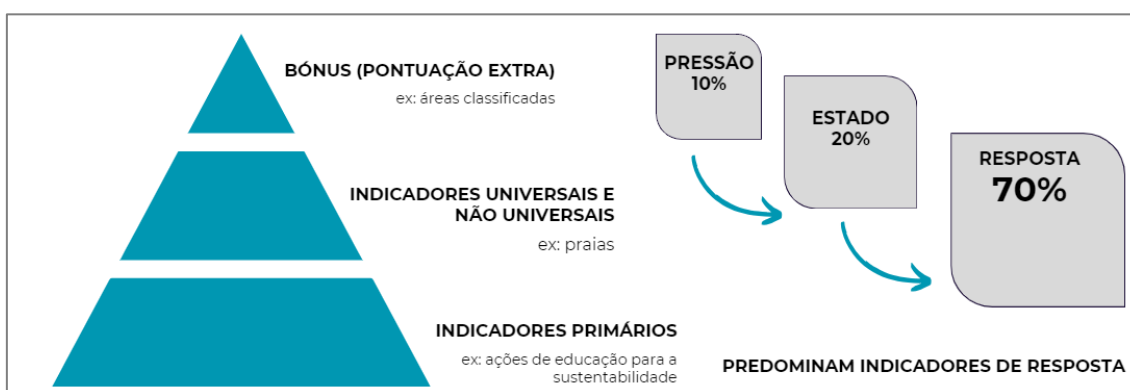 BÓNUS (PONTUAÇÃO EXTRA)
ex: áreas classificadas
INDICADORES UNIVERSAIS E
NÃO UNIVERSAIS
ex: praias
INDICADORES PRIMÁRIOS
ex: ações de educação para a
sustentabilidade
PRESSÃO
10%
ESTADO
20%
RESPOSTA
70%
PREDOMINAM INDICADORES DE RESPOSTA